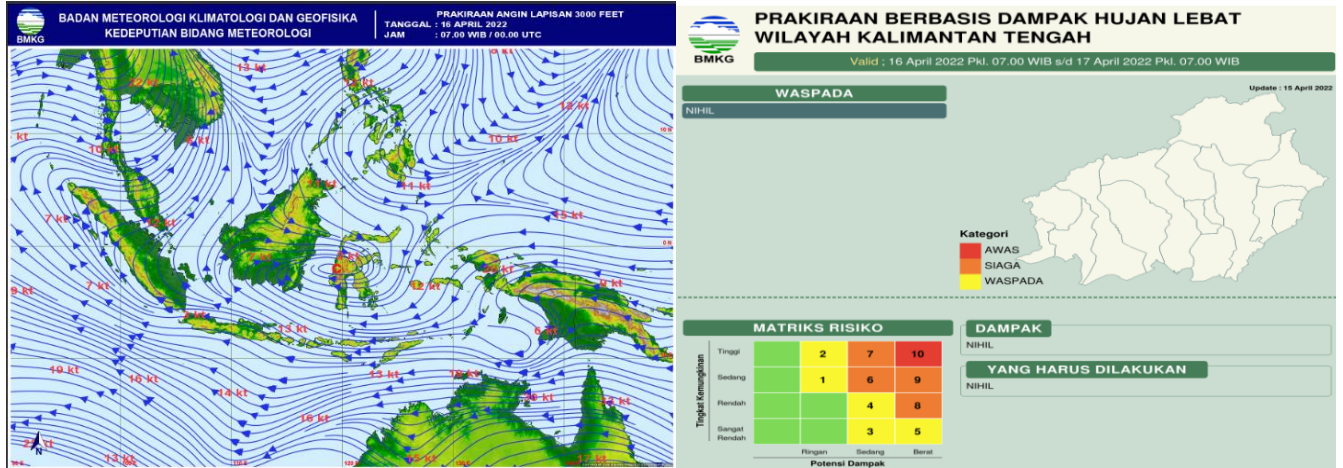 BMKG
BADAN METEOROLOGI KLIMATOLOGI DAN GEOFISIKA
KEDEPUTIAN BIDANG METEOROLOGI
PRAKIRAAN ANGIN LAPISAN 3000 FEET
TANGGAL : 16 APRIL 2022
JAM : 07.00 WIB / 00.00 UTC
13 kt
22 kt
13 kt
10 kt
10 kt
11 kt
7 kt
15 kt
7 kt
12 kt
9 kt
9 kt
13 kt
6 kt
19 kt
16 kt
14 kt
16 kt
13 kt
15 kt
17 kt
C
N
BMKG
PRAKIRAAN BERBASIS DAMPAK HUJAN LEBAT
WILAYAH KALIMANTAN TENGAH
Valid ; 16 April 2022 Pkl. 07.00 WIB s/d 17 April 2022 Pkl. 07.00 WIB
WASPADA
NIHIL
Update : 15 April 2022
Kategori
AWAS
SIAGA
WASPADA
MATRIKS RISIKO
Tingkat Kemungkinan
Tinggi 2 7 10
Sedang 1 6 9
Rendah 4 8
Sangat Rendah 3 5
Ringan Sedang Berat
Potensi Dampak
DAMPAK
NIHIL
YANG HARUS DILAKUKAN
NIHIL